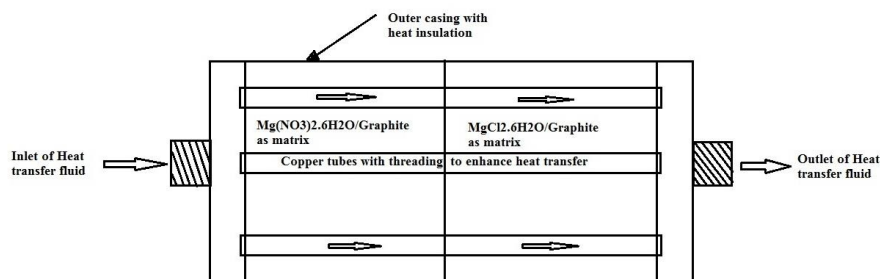 Outer casing with
heat insulation
Mg(NO3)2.6H2O/Graphite
as matrix
MgCl2.6H2O/Graphite
as matrix
Inlet of Heat
transfer fluid
Copper tubes with threading to enhance heat transfer
Outlet of Heat
transfer fluid